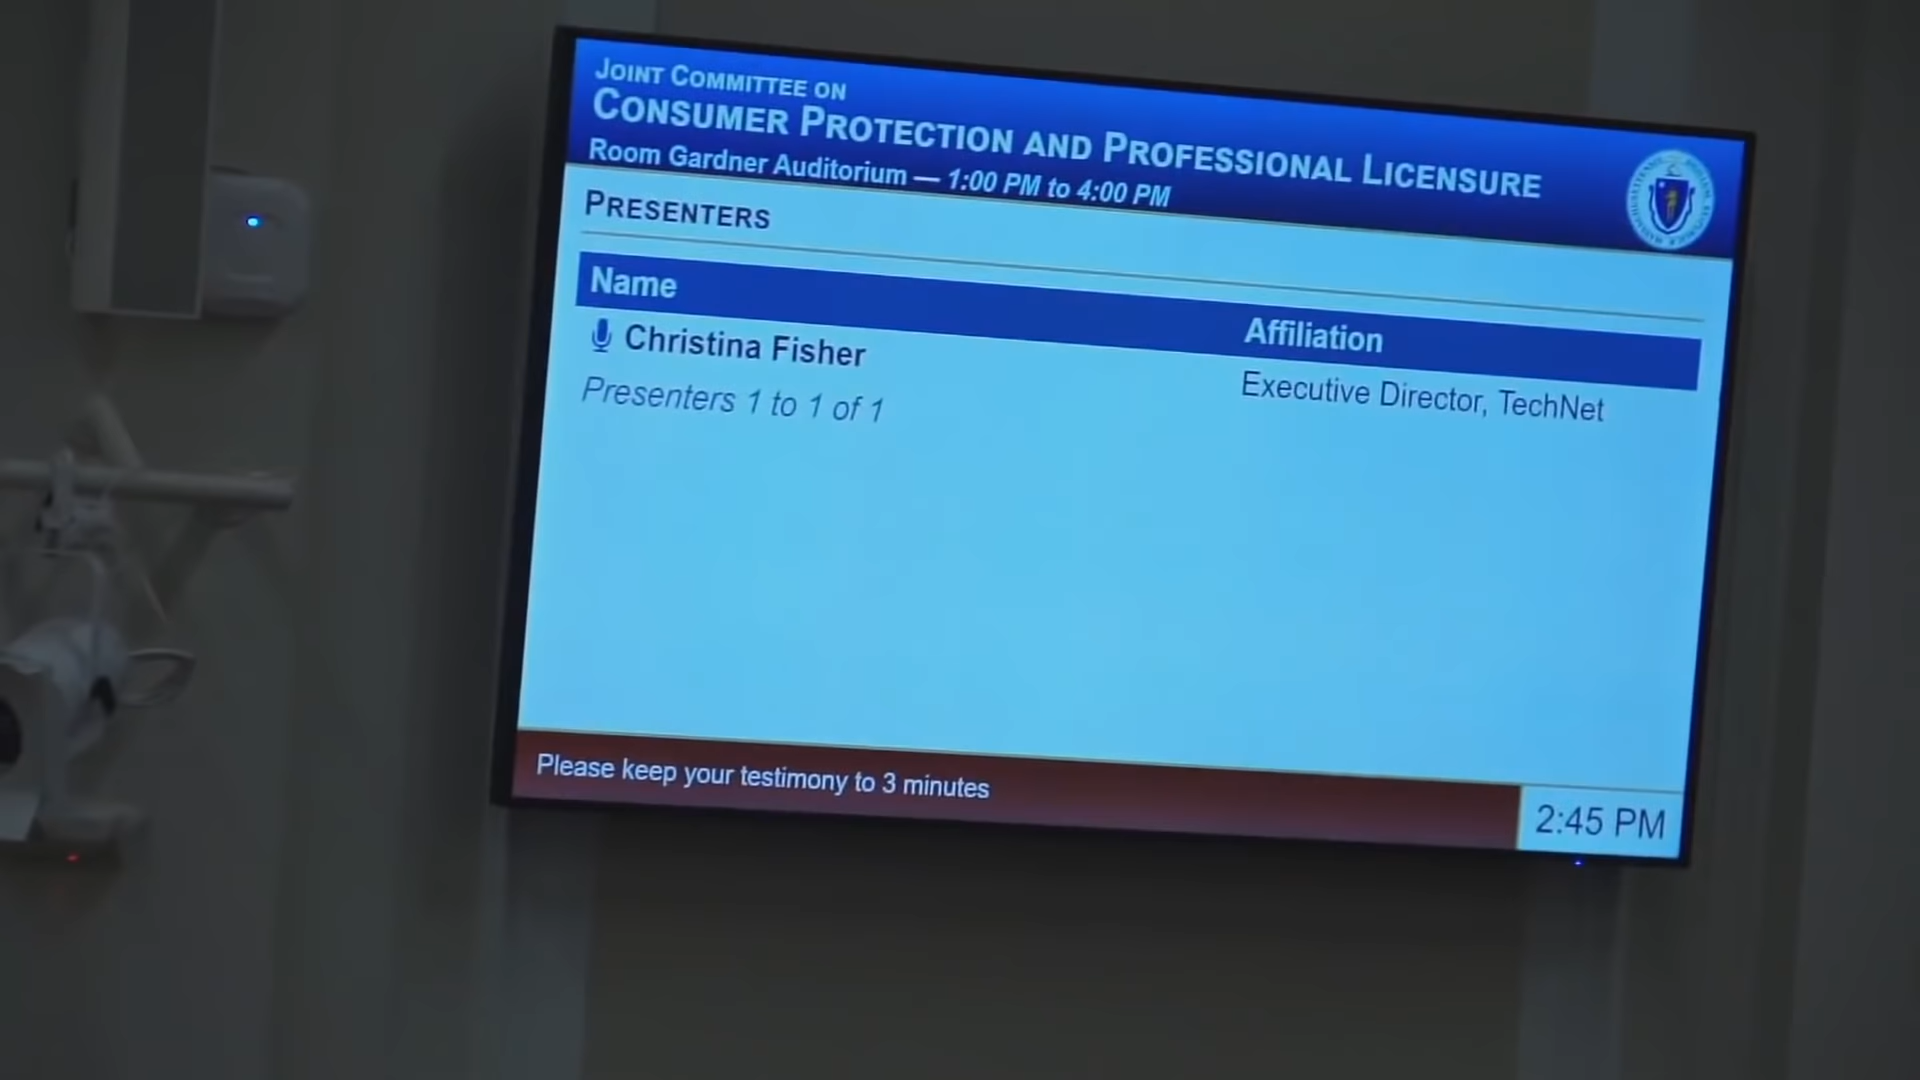 JOINT COMMITTEE ON
CONSUMER PROTECTION AND PROFESSIONAL LICENSURE
Room Gardner Auditorium — 1:00 PM to 4:00 PM
PRESENTERS
Name Affiliation
Christina Fisher Executive Director, TechNet
Presenters 1 to 1 of 1
Please keep your testimony to 3 minutes
2:45 PM